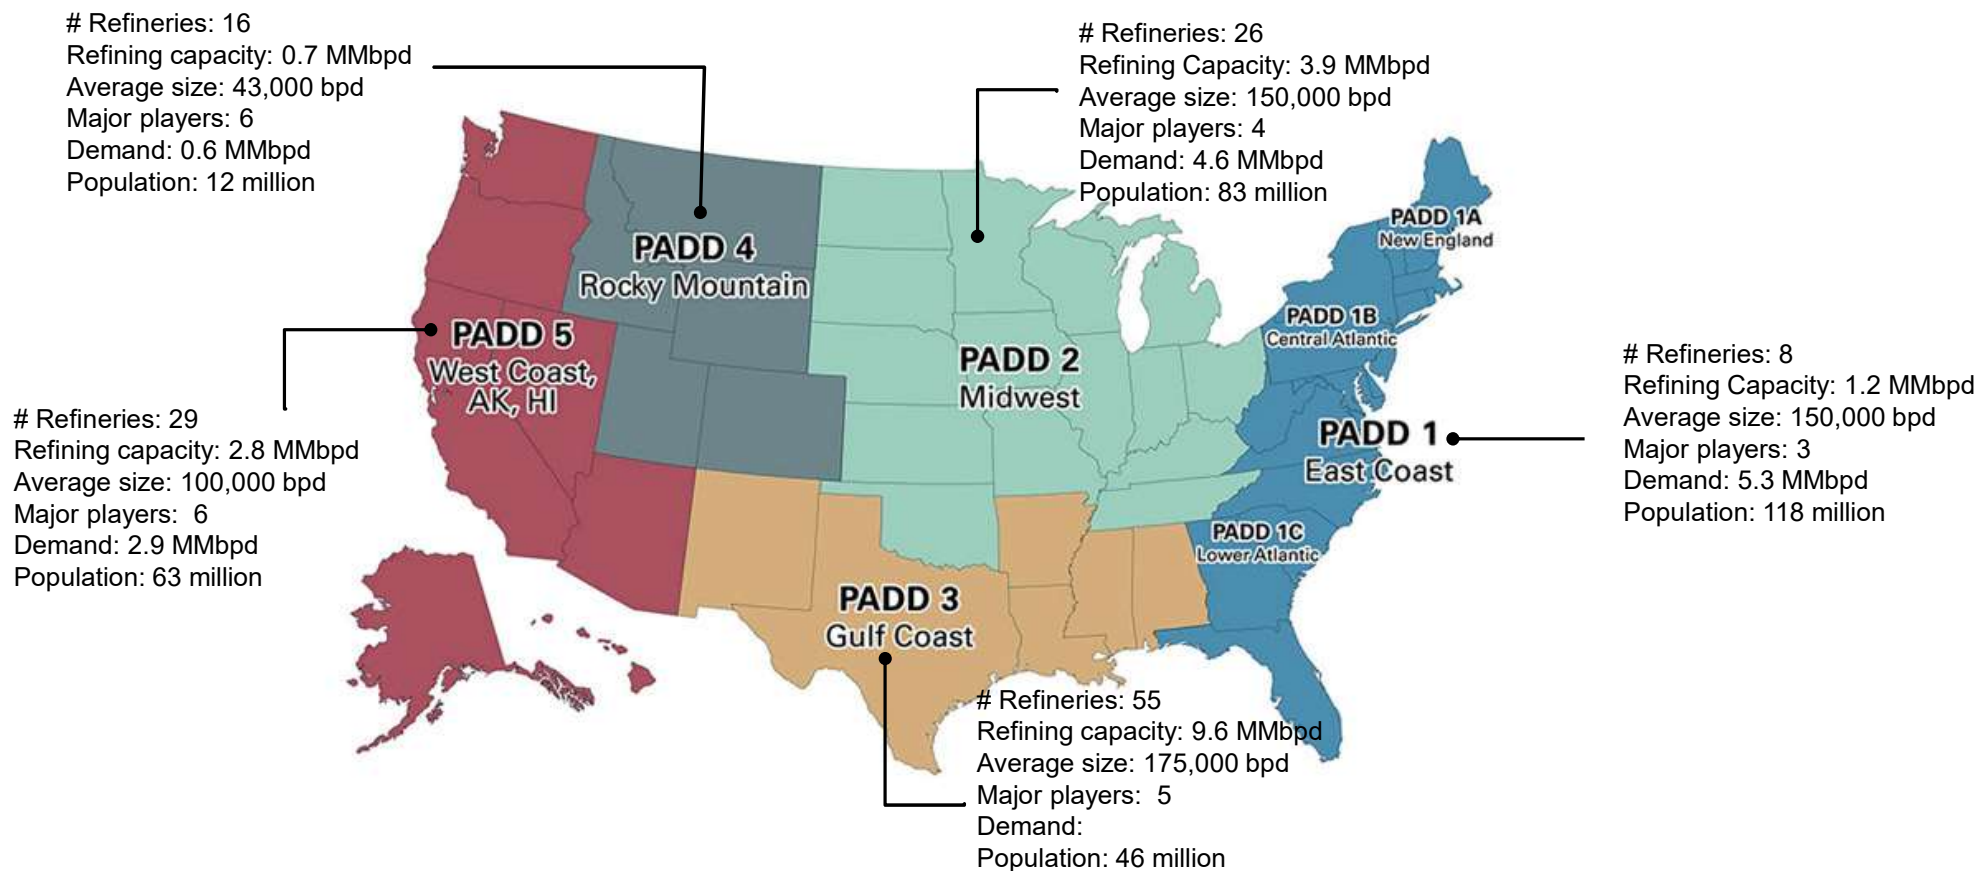 # Refineries: 16
Refining capacity: 0.7 MMbpd
Average size: 43,000 bpd
Major players: 6
Demand: 0.6 MMbpd
Population: 12 million
# Refineries: 26
Refining Capacity: 3.9 MMbpd
Average size: 150,000 bpd
Major players: 4
Demand: 4.6 MMbpd
Population: 83 million
PADD 1A
New England
PADD 4
Rocky Mountain
PADD 1B
Central Atlantic
PADD 5
West Coast,
AK, HI
PADD 2
Midwest
# Refineries: 8
Refining Capacity: 1.2 MMbpd
Average size: 150,000 bpd
Major players: 3
Demand: 5.3 MMbpd
Population: 118 million
PADD 1
East Coast
# Refineries: 29
Refining capacity: 2.8 MMbpd
Average size: 100,000 bpd
Major players:  6
Demand: 2.9 MMbpd
Population: 63 million
PADD 1C
Lower Atlantic
PADD 3
Gulf Coast
# Refineries: 55
Refining capacity: 9.6 MMbpd
Average size: 175,000 bpd
Major players:  5
Demand:
Population: 46 million